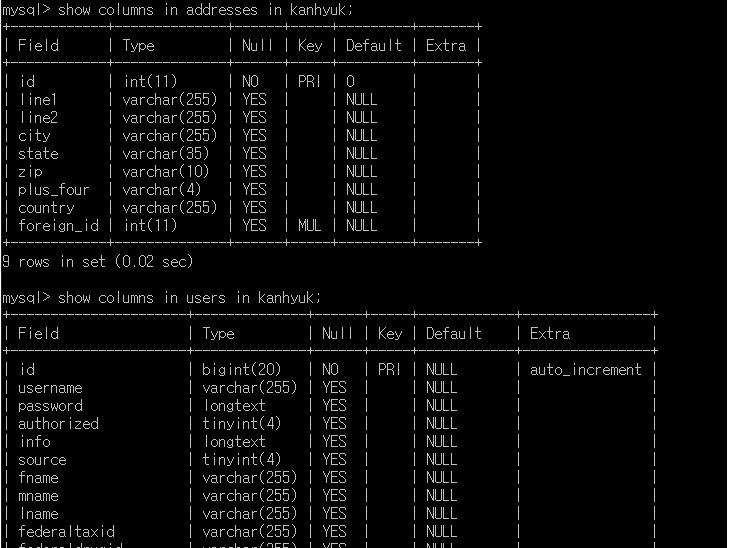 mysql> show columns in addresses in kanhyuk;
+------------+--------------+------+-----+---------+-------+
| Field      | Type         | Null | Key | Default | Extra |
+------------+--------------+------+-----+---------+-------+
| id         | int(11)      | NO   | PRI | 0       |       |
| line1      | varchar(255) | YES  |     | NULL    |       |
| line2      | varchar(255) | YES  |     | NULL    |       |
| city       | varchar(255) | YES  |     | NULL    |       |
| state      | varchar(35)  | YES  |     | NULL    |       |
| zip        | varchar(10)  | YES  |     | NULL    |       |
| plus_four  | varchar(4)   | YES  |     | NULL    |       |
| country    | varchar(255) | YES  |     | NULL    |       |
| foreign_id | int(11)      | YES  | MUL | NULL    |       |
+------------+--------------+------+-----+---------+-------+
9 rows in set (0.02 sec)
mysql> show columns in users in kanhyuk;
+----------------------+--------------+------+-----+-----------+----------------+
| Field                | Type         | Null | Key | Default   | Extra          |
+----------------------+--------------+------+-----+-----------+----------------+
| id                   | bigint(20)   | NO   | PRI | NULL      | auto_increment |
| username             | varchar(255) | YES  |     | NULL      |                |
| password             | longtext     | YES  |     | NULL      |                |
| authorized           | tinyint(4)   | YES  |     | NULL      |                |
| info                 | longtext     | YES  |     | NULL      |                |
| source               | tinyint(4)   | YES  |     | NULL      |                |
| fname                | varchar(255) | YES  |     | NULL      |                |
| mname                | varchar(255) | YES  |     | NULL      |                |
| lname                | varchar(255) | YES  |     | NULL      |                |
| federaltaxid         | varchar(255) | YES  |     | NULL      |                |